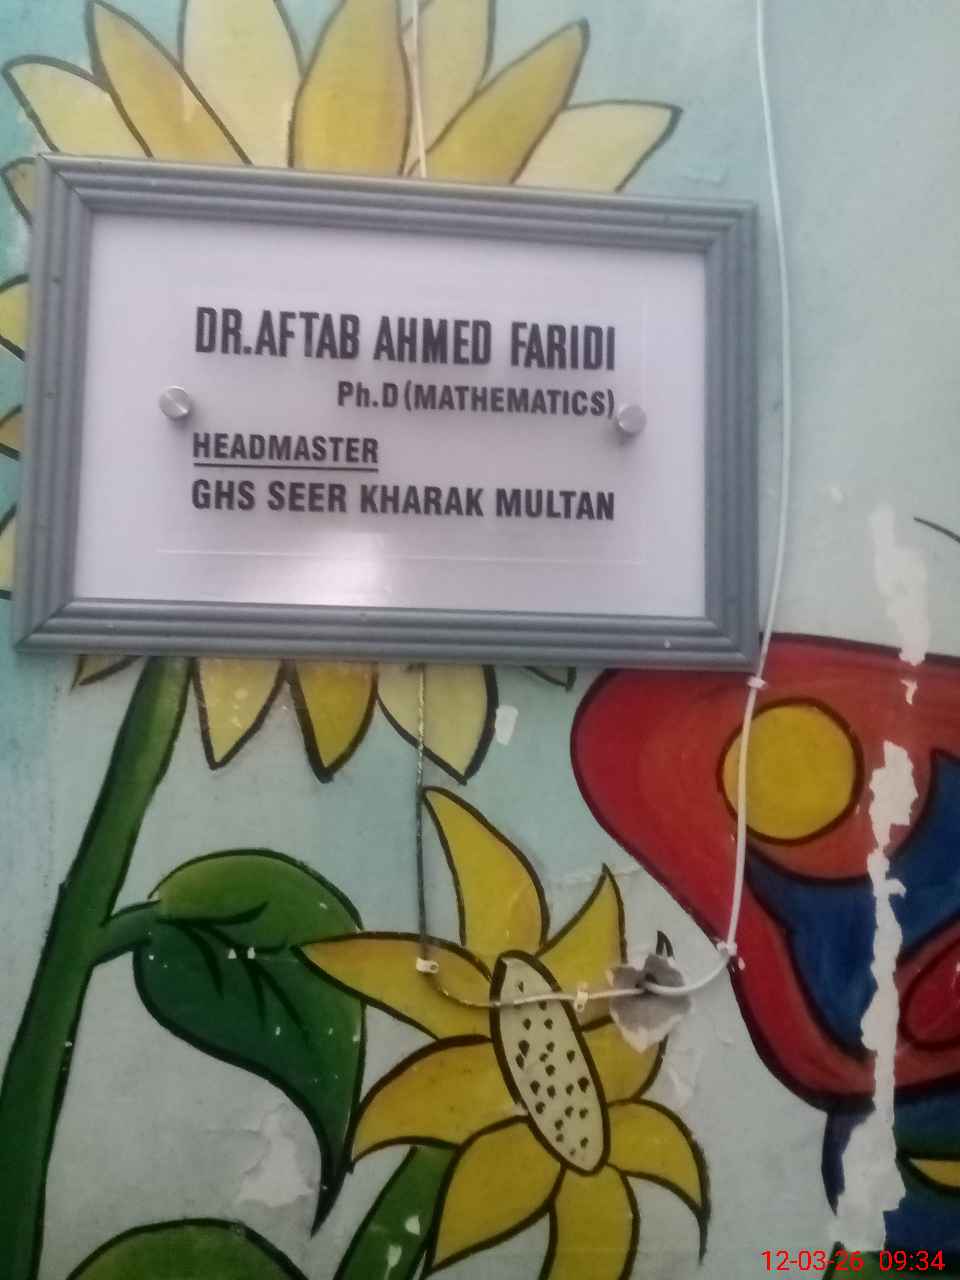 DR.AFTAB AHMED FARIDI
Ph.D (MATHEMATICS)
HEADMASTER
GHS SEER KHARAK MULTAN
12-03-26 09:34